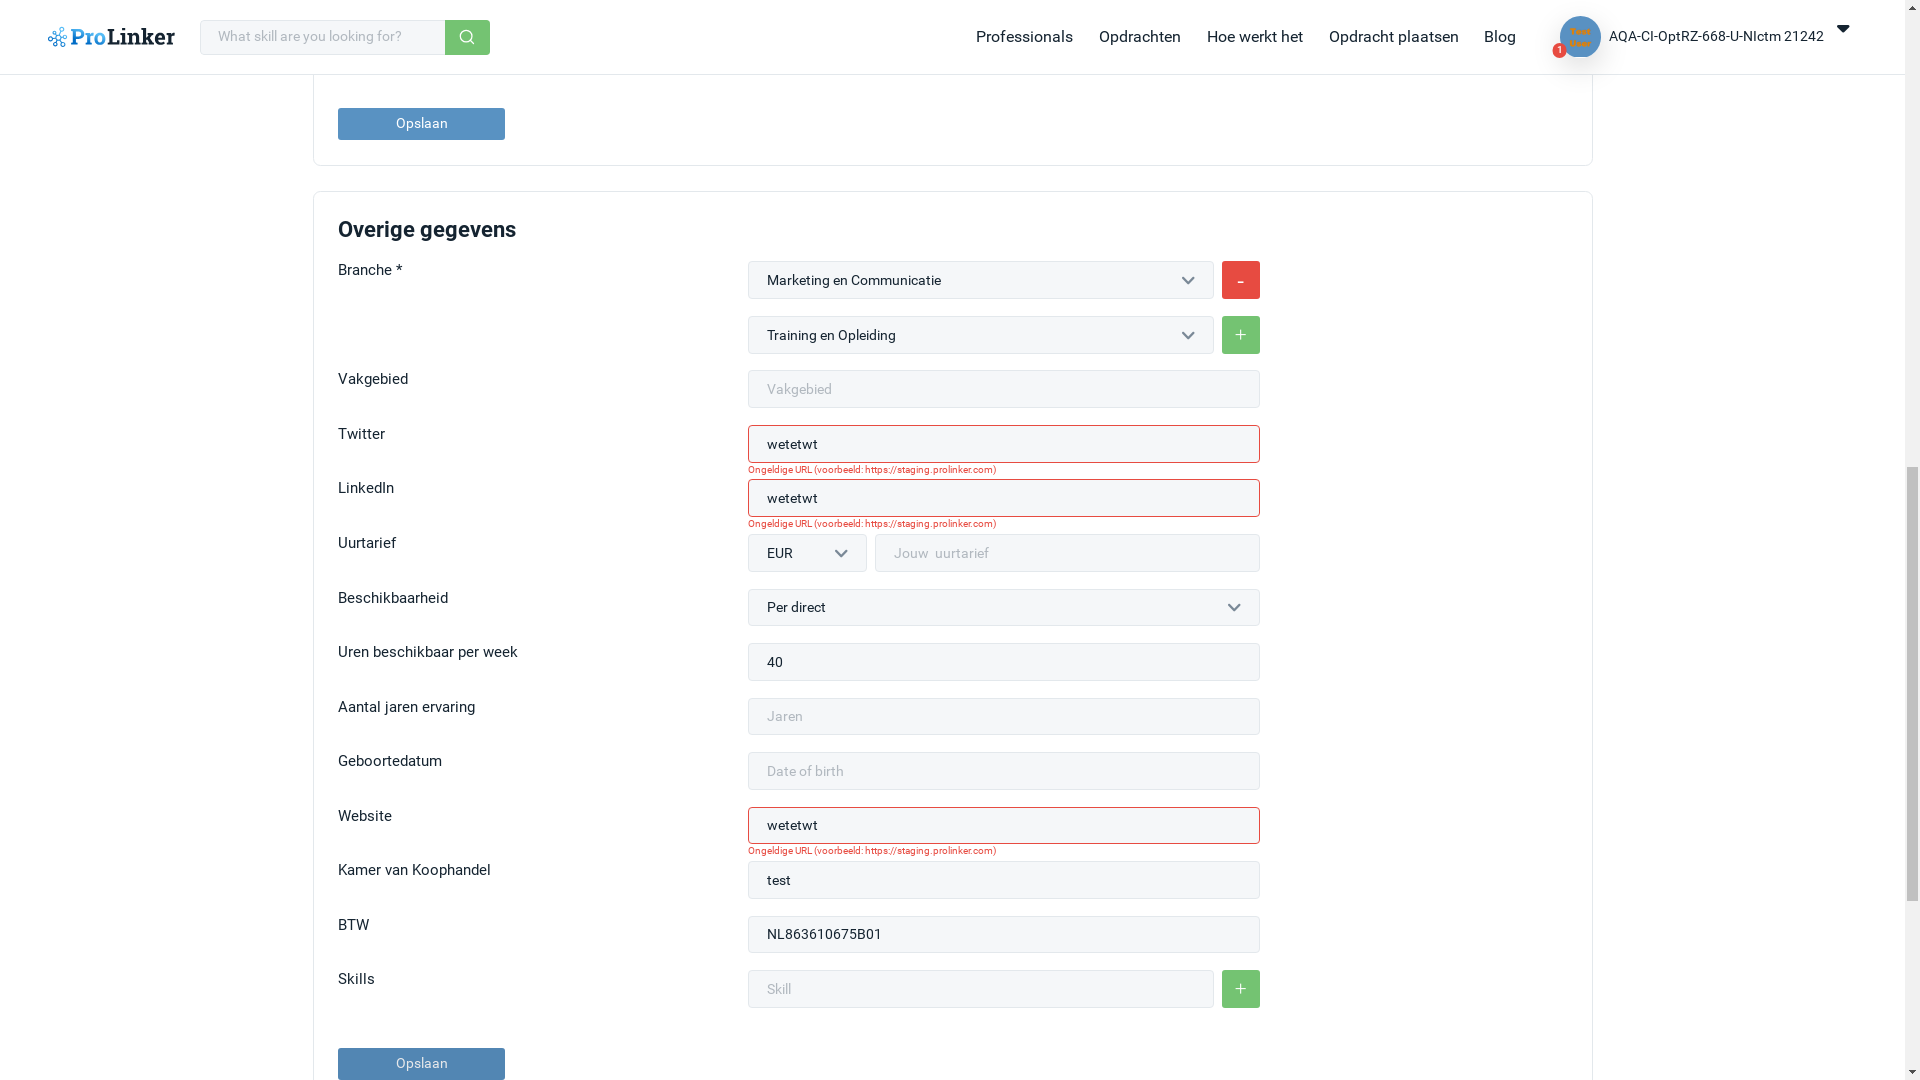 ProLinker
What skill are you looking for?
Professionals
Opdrachten
Hoe werkt het
Opdracht plaatsen
Blog
Test
User
1
AQA-CI-OptRZ-668-U-NIctm 21242
Opslaan
Overige gegevens
Branche *
Marketing en Communicatie
-
Training en Opleiding
+
Vakgebied
Vakgebied
Twitter
wetetwt
Ongeldige URL (voorbeeld: https://staging.prolinker.com)
LinkedIn
wetetwt
Ongeldige URL (voorbeeld: https://staging.prolinker.com)
Uurtarief
EUR
Jouw uurtarief
Beschikbaarheid
Per direct
Uren beschikbaar per week
40
Aantal jaren ervaring
Jaren
Geboortedatum
Date of birth
Website
wetetwt
Ongeldige URL (voorbeeld: https://staging.prolinker.com)
Kamer van Koophandel
test
BTW
NL863610675B01
Skills
Skill
+
Opslaan